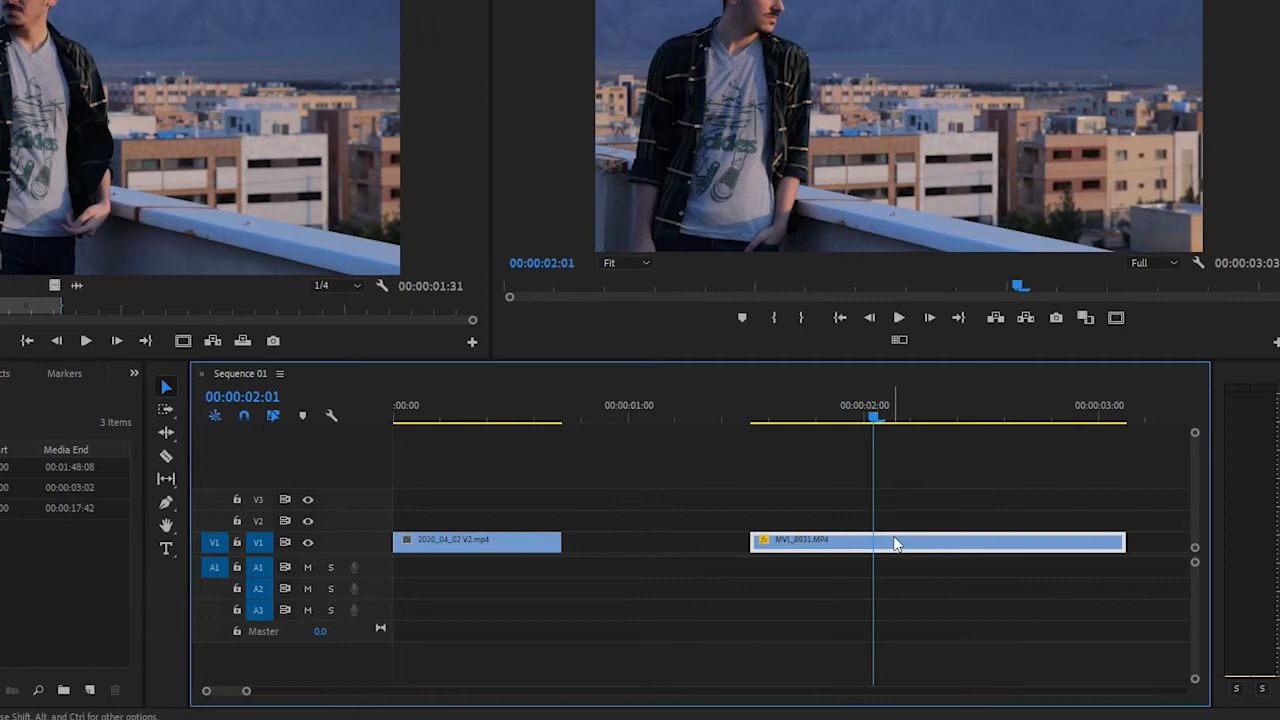 1/4
00:00:01:31
00:00:02:01
Fit
Full
00:00:03:03
Markers
3 Items
Media End
00:01:48:08
00:00:03:02
00:00:17:42
Sequence 01
00:00:02:01
:00:00
00:00:01:00
00:00:02:00
00:00:03:00
V3
V2
V1 V1 2020_04_02 V2.mp4 MVI_8931.MP4
A1 A1 M S
A2 M S
A3 M S
Master 0.0
S S
se Shift, Alt, and Ctrl for other options.